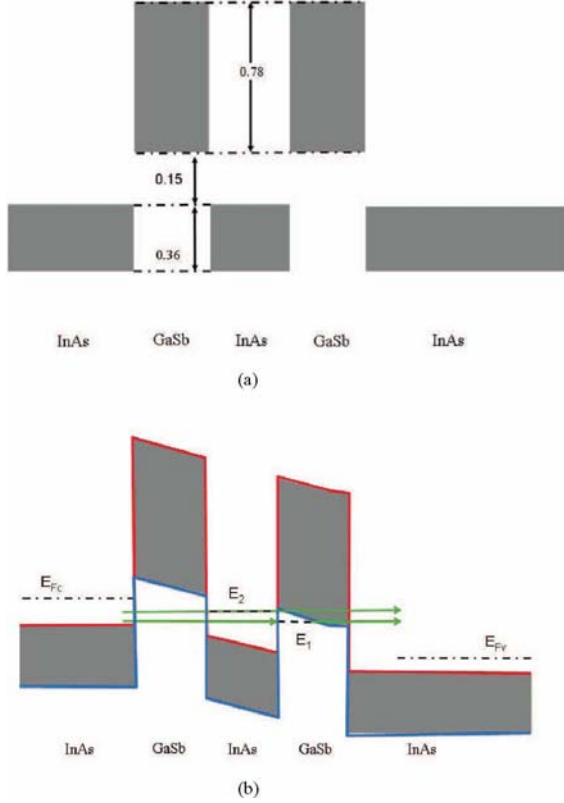 0.78
0.15
0.36
InAs GaSb InAs GaSb InAs
(a)
E_Fc
E_2
E_1
E_Fv
InAs GaSb InAs GaSb InAs
(b)